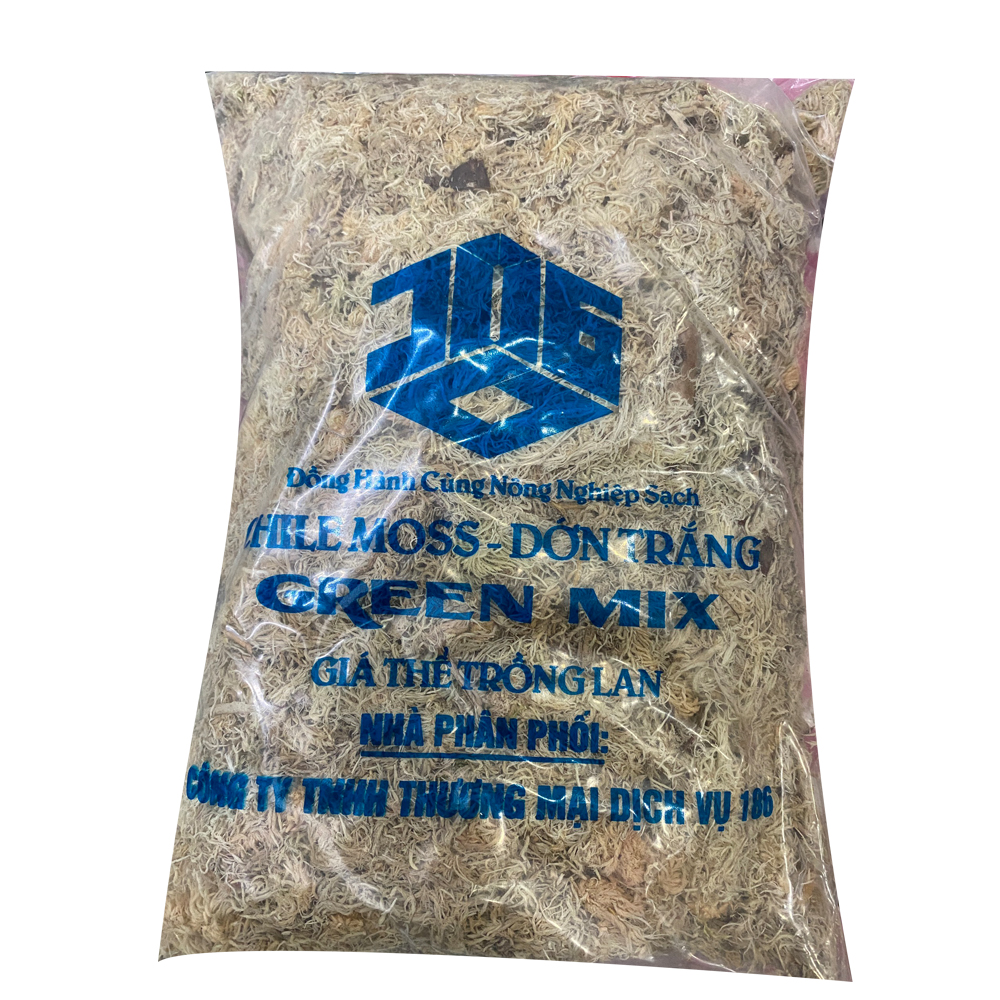 186
Đồng Hành Cùng Nông Nghiệp Sạch
CHILE MOSS - DỚN TRẮNG
GREEN MIX
GIÁ THỂ TRỒNG LAN
NHÀ PHÂN PHỐI:
CÔNG TY TNHH THƯƠNG MẠI DỊCH VỤ 186